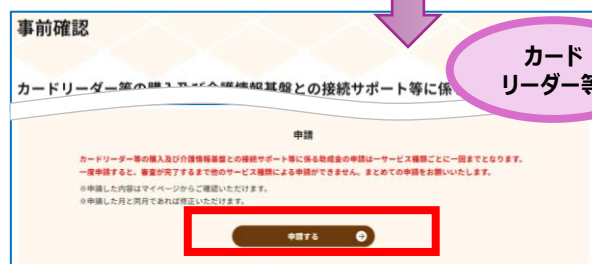 事前確認
カード
リーダー等
カードリーダー等の購入及び介護情報基盤との接続サポート等に係
申請
カードリーダー等の購入及び介護情報基盤との接続サポート等に係る助成金の申請は一サービス種類ごとに一回までとなります。
一度申請すると、審査が完了するまで他のサービス種類による申請ができません。まとめての申請をお願いいたします。
※申請した内容はマイページからご確認いただけます。
※申請した月と同月であれば修正いただけます。
申請する